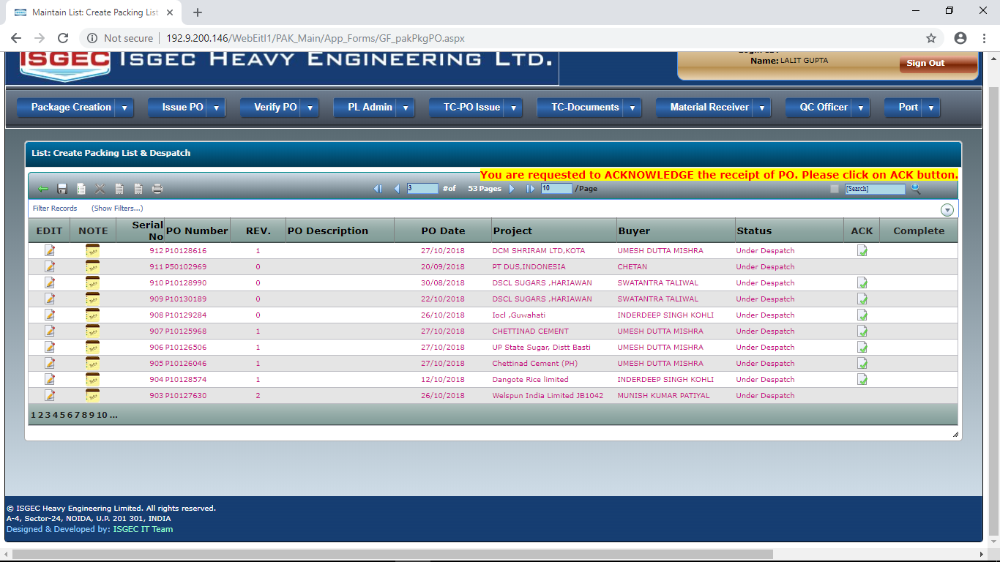 Maintain List: Create Packing List
Not secure | 192.9.200.146/WebEitl1/PAK_Main/App_Forms/GF_pakPkgPO.aspx
ISGEC ISGEC HEAVY ENGINEERING LTD.
Name: LALIT GUPTA
Sign Out
Package Creation Issue PO Verify PO PL Admin TC-PO Issue TC-Documents Material Receiver QC Officer Port
List: Create Packing List & Despatch
You are requested to ACKNOWLEDGE the receipt of PO. Please click on ACK button.
3 #of 53 Pages 10 /Page [Search]
Filter Records (Show Filters...)
EDIT NOTE Serial No PO Number REV. PO Description PO Date Project Buyer Status ACK Complete
912 P10128616 1 27/10/2018 DCM SHRIRAM LTD,KOTA UMESH DUTTA MISHRA Under Despatch
911 P50102969 0 20/09/2018 PT DUS,INDONESIA CHETAN Under Despatch
910 P10128990 0 30/08/2018 DSCL SUGARS ,HARIAWAN SWATANTRA TALIWAL Under Despatch
909 P10130189 0 22/10/2018 DSCL SUGARS ,HARIAWAN SWATANTRA TALIWAL Under Despatch
908 P10129284 0 26/10/2018 Iocl ,Guwahati INDERDEEP SINGH KOHLI Under Despatch
907 P10125968 1 27/10/2018 CHETTINAD CEMENT UMESH DUTTA MISHRA Under Despatch
906 P10126506 1 27/10/2018 UP State Sugar, Distt Basti UMESH DUTTA MISHRA Under Despatch
905 P10126046 1 27/10/2018 Chettinad Cement (PH) UMESH DUTTA MISHRA Under Despatch
904 P10128574 1 12/10/2018 Dangote Rice limited INDERDEEP SINGH KOHLI Under Despatch
903 P10127630 2 26/10/2018 Welspun India Limited JB1042 MUNISH KUMAR PATIYAL Under Despatch
1 2 3 4 5 6 7 8 9 10 ...
© ISGEC Heavy Engineering Limited. All rights reserved.
A-4, Sector-24, NOIDA, U.P. 201 301, INDIA
Designed & Developed by: ISGEC IT Team